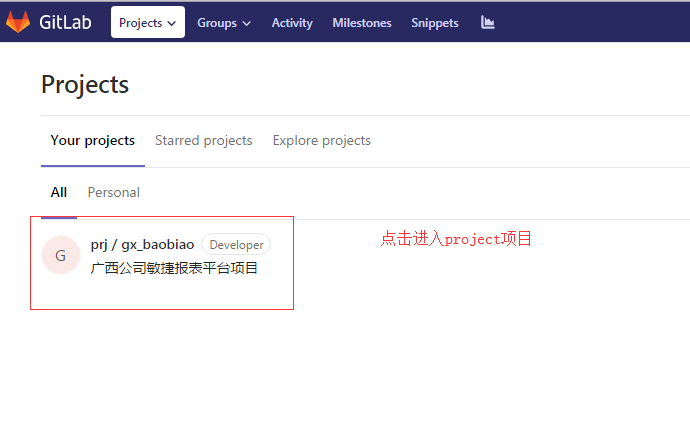 GitLab Projects Groups Activity Milestones Snippets
Projects
Your projects Starred projects Explore projects
All Personal
G prj / gx_baobiao Developer
广西公司敏捷报表平台项目
点击进入project项目